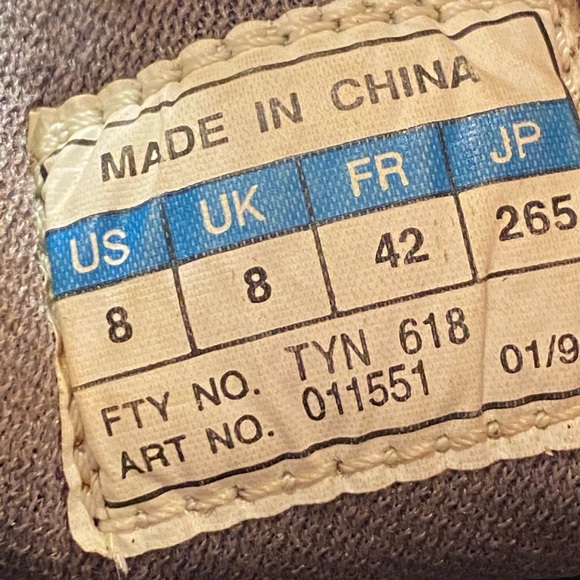 MADE IN CHINA
US UK FR JP
8 8 42 265
FTY NO. TYN 618
ART NO. 011551 01/9